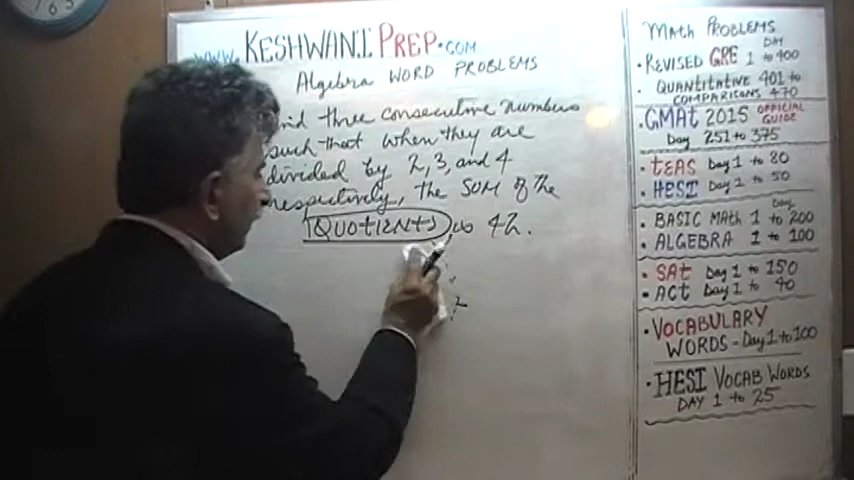 www.KESHWANI PREP.COM
Algebra WORD PROBLEMS
three consecutive numbers
such that when they are
divided by 2, 3, and 4
respectively, the SUM of the
QUOTIENTS is 42.
MATH PROBLEMS
DAY
• REVISED GRE 1 to 400
• QUANTITATIVE 401 to
COMPARISONS 470
• GMAt 2015 OFFICIAL GUIDE
Day 251 to 375
• tEAS Day 1 to 80
• HESI Day 1 to 50
DAY
• BASIC MATH 1 to 200
• ALGEBRA 1 to 100
• SAt Day 1 to 150
• ACt Day 1 to 40
• VOCABULARY
WORDS - Day 1 to 100
• HESI VOCAB WORDS
DAY 1 to 25